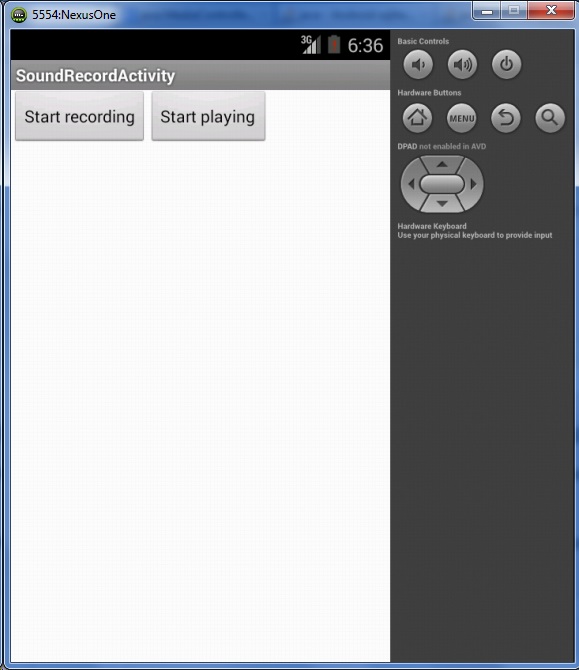 5554:NexusOne
3G 6:36
SoundRecordActivity
Start recording Start playing
Basic Controls
Hardware Buttons
MENU
DPAD not enabled in AVD
Hardware Keyboard
Use your physical keyboard to provide input